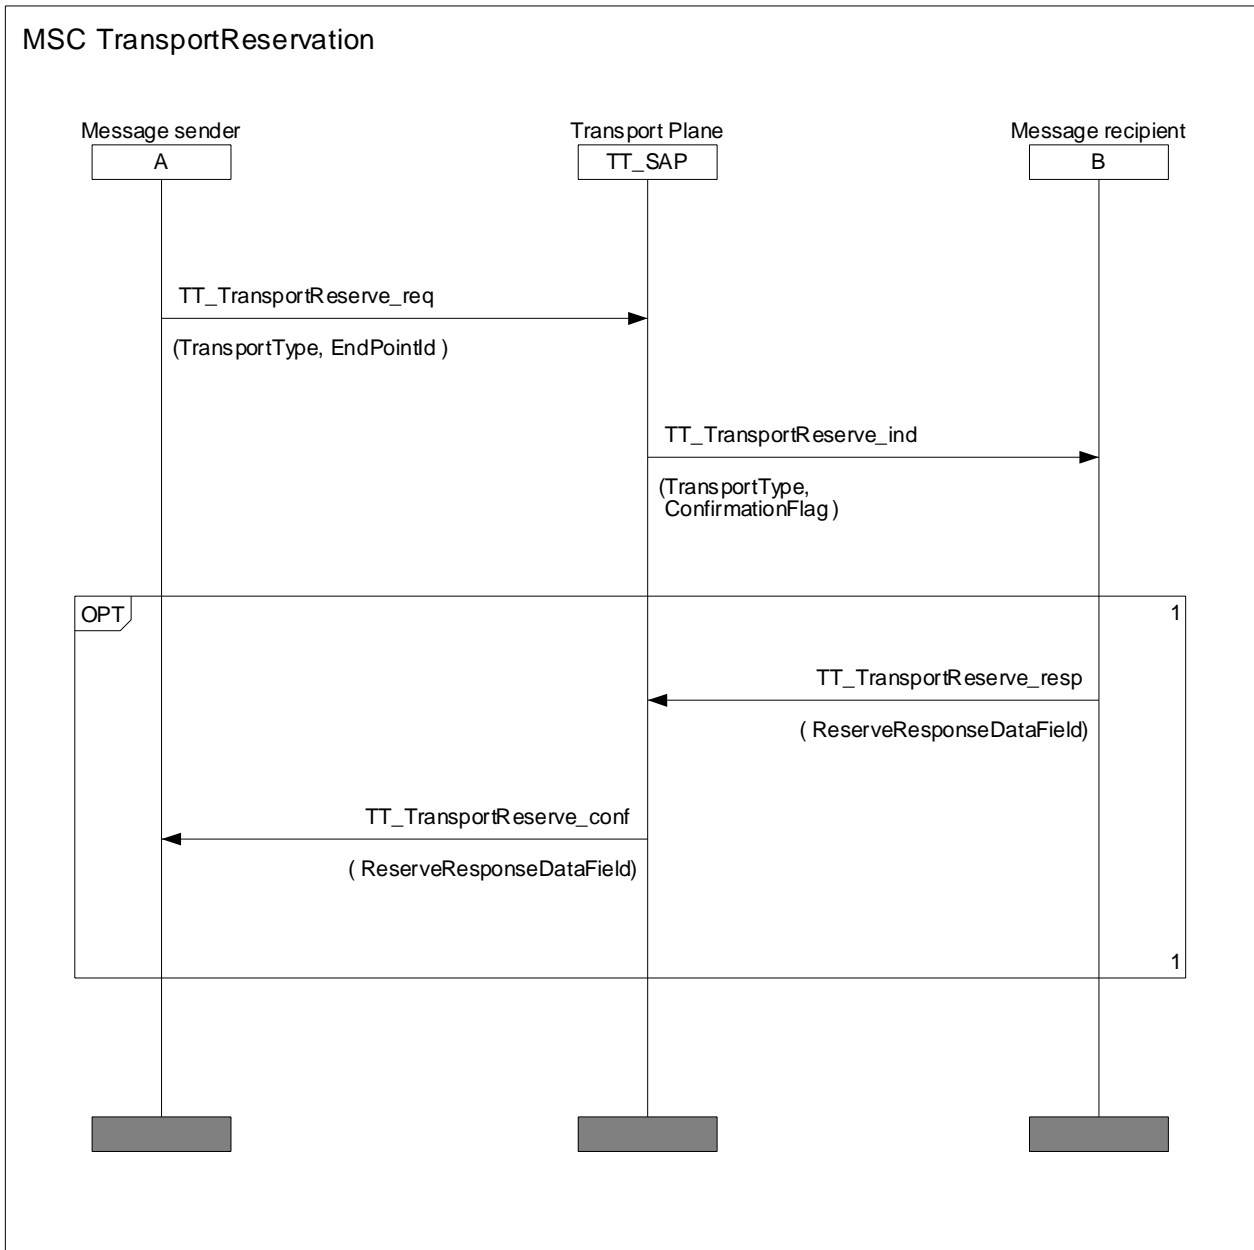 MSC TransportReservation
Message sender
Transport Plane
Message recipient
A
TT_SAP
B
TT_TransportReserve_req
(TransportType, EndPointId )
TT_TransportReserve_ind
(TransportType,
ConfirmationFlag )
OPT
1
TT_TransportReserve_resp
( ReserveResponseDataField)
TT_TransportReserve_conf
( ReserveResponseDataField)
1